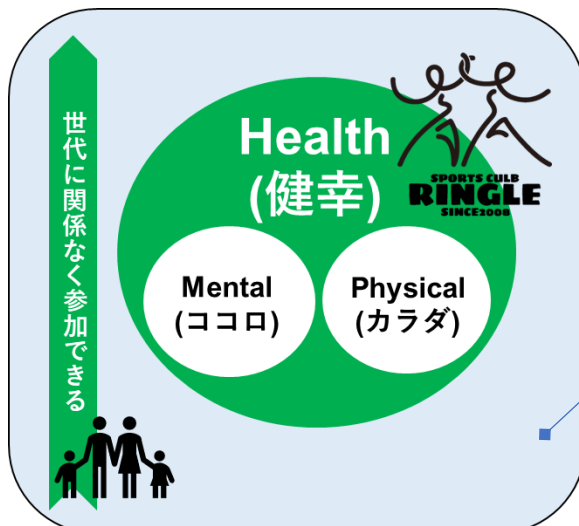 世代に関係なく参加できる
Health
(健幸)
SPORTS CULB
RINGLE
SINCE2008
Mental
(ココロ)
Physical
(カラダ)